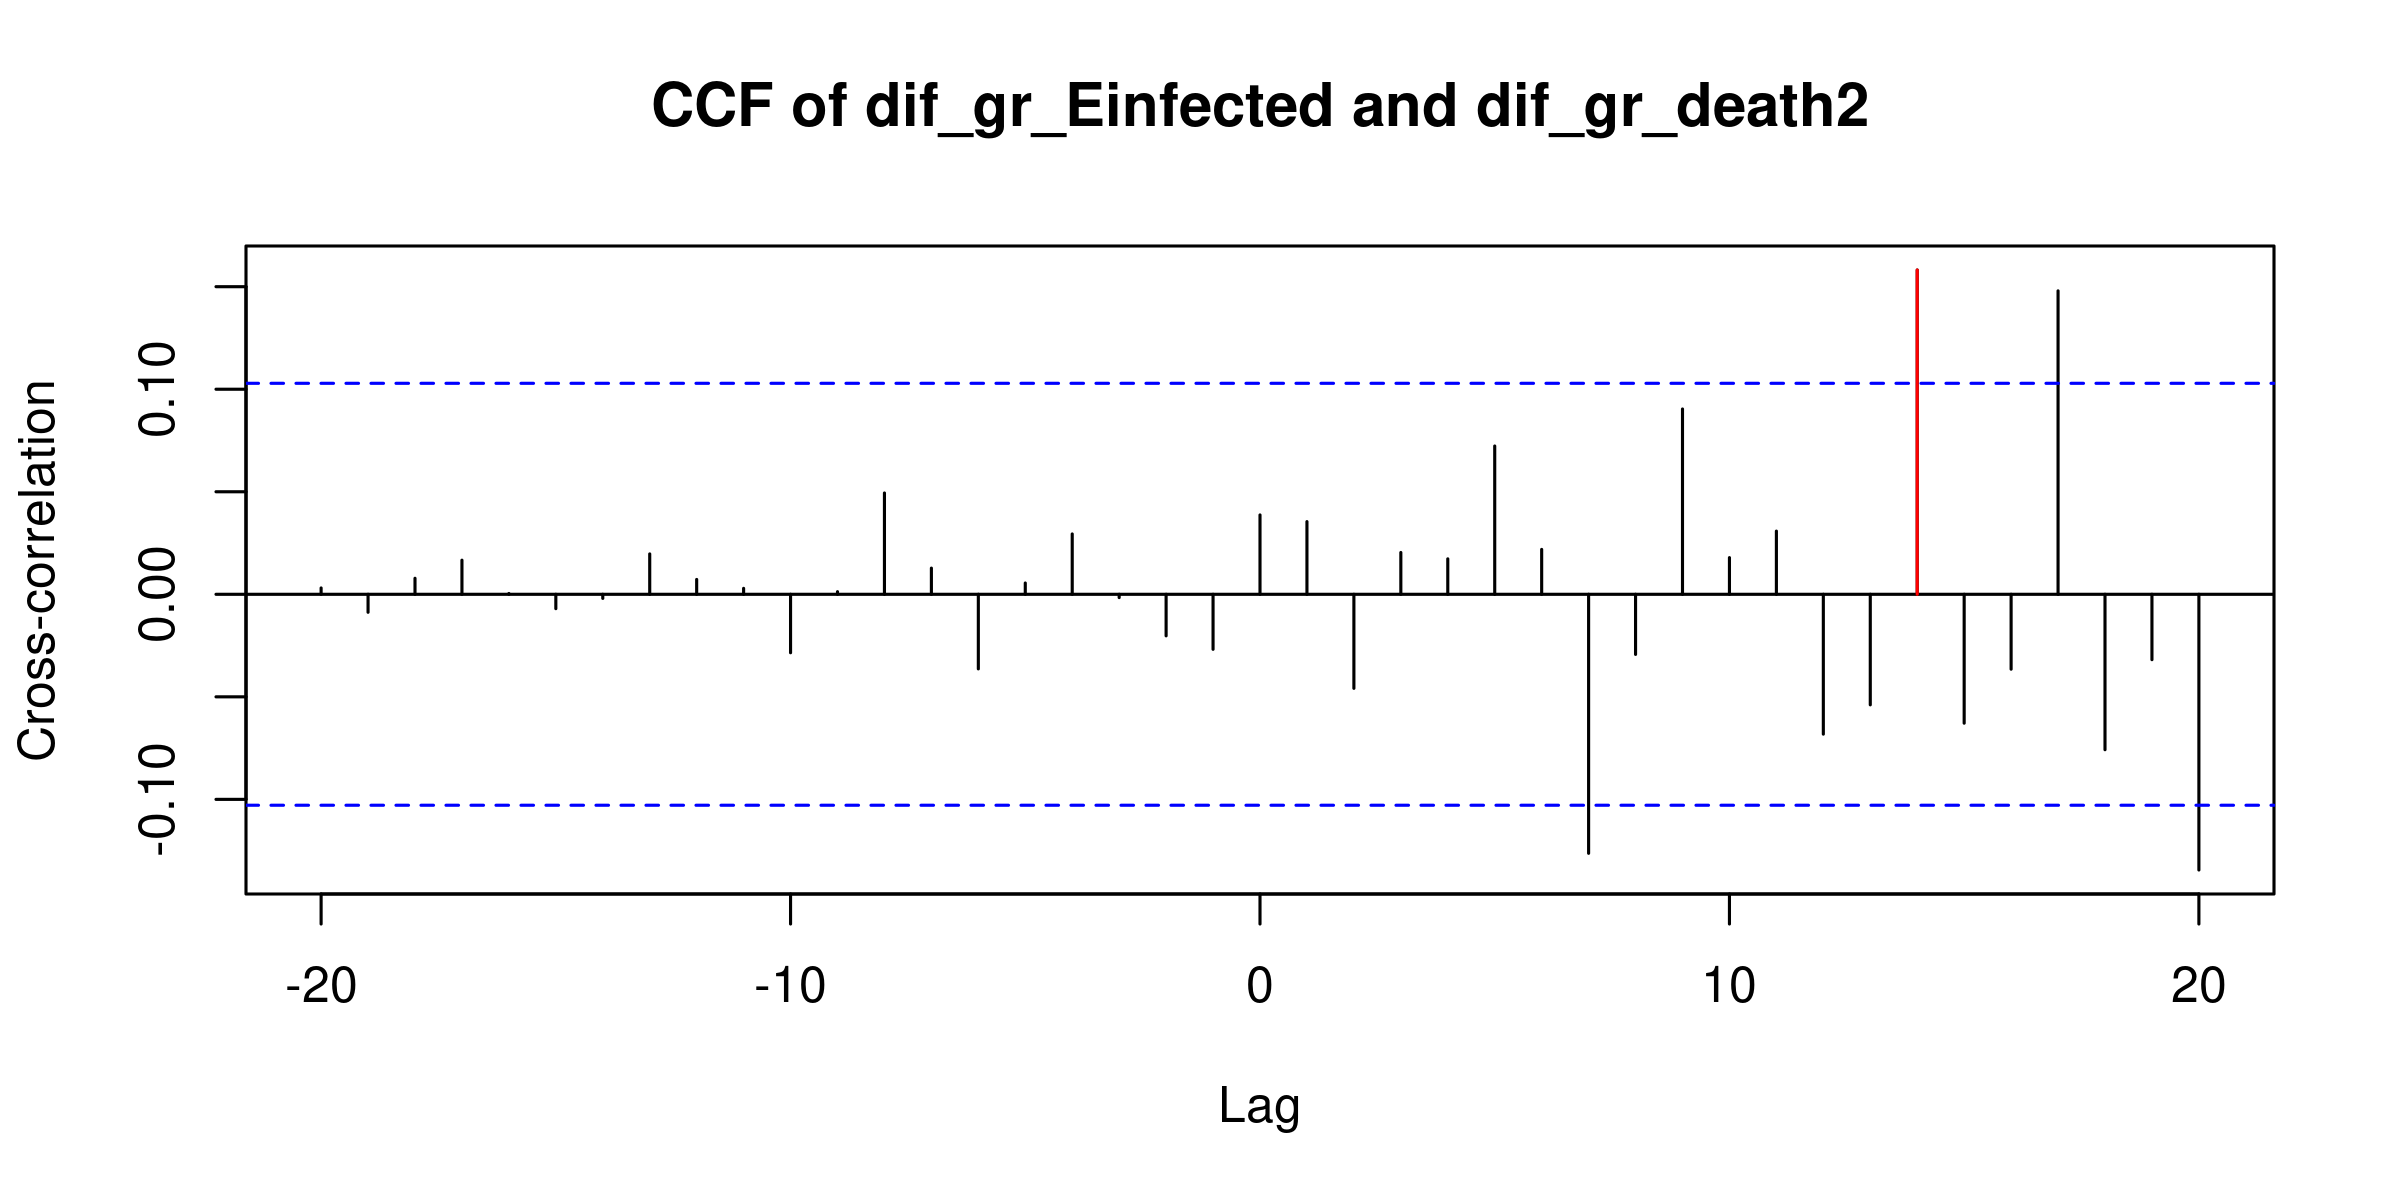 CCF of dif_gr_Einfected and dif_gr_death2
Cross-correlation
0.10
0.00
-0.10
-20
-10
0
10
20
Lag